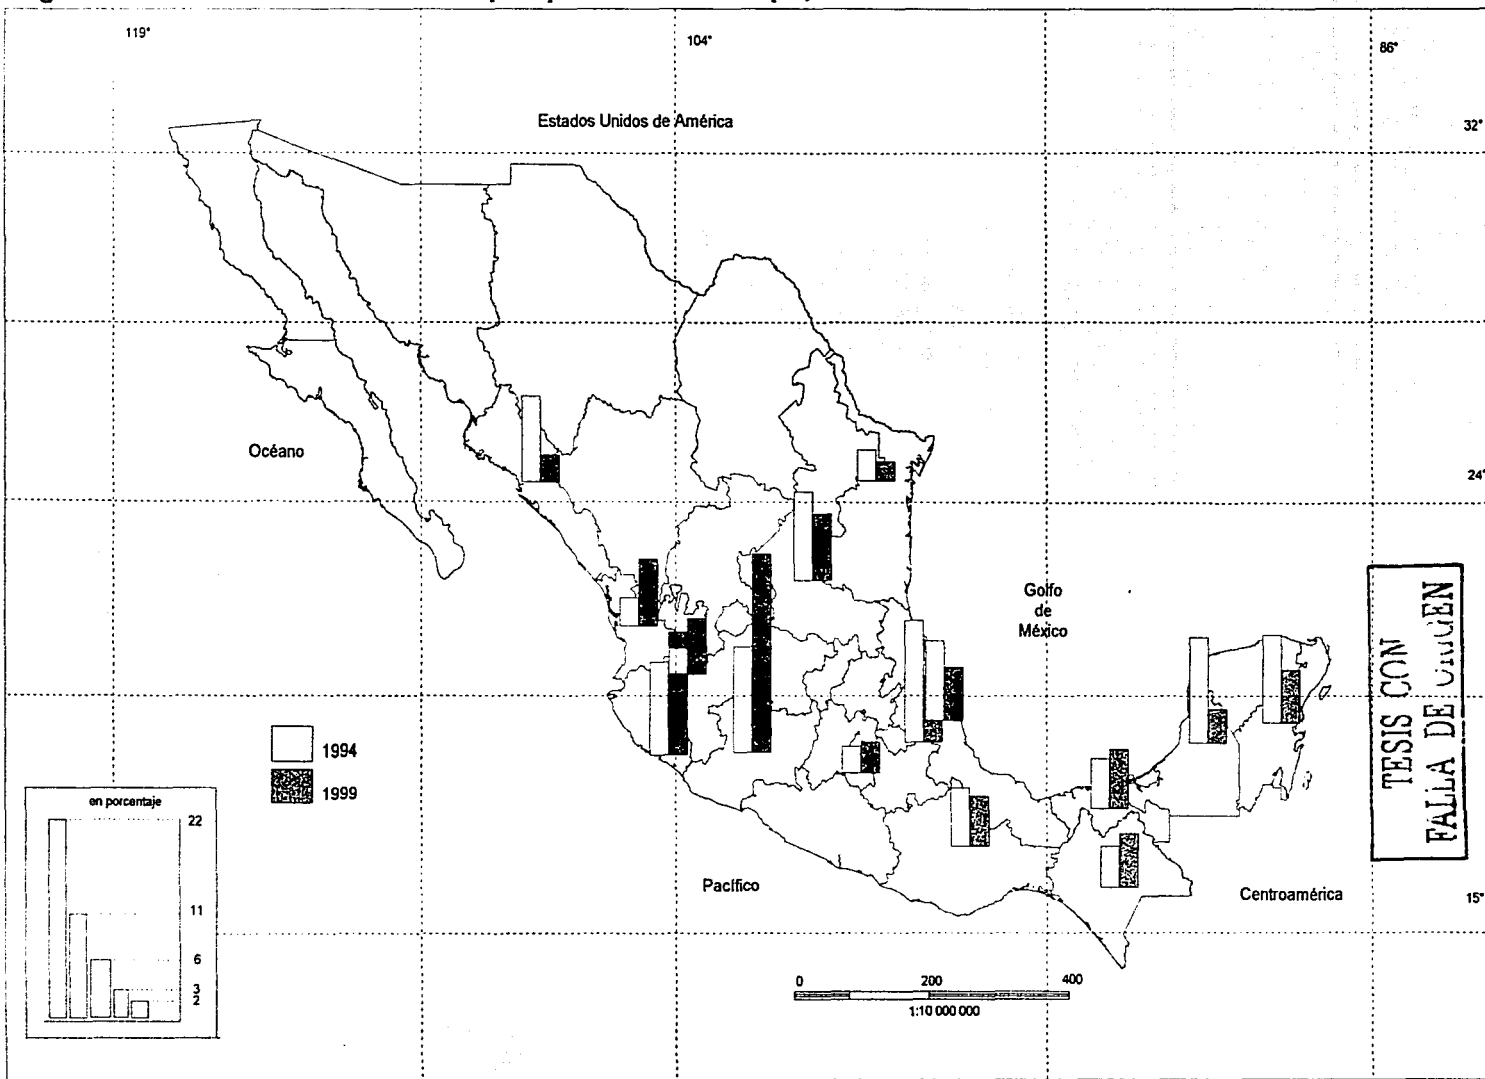 119°
104°
86°
Estados Unidos de América
32°
Océano
24°
Golfo
de
México
1994
1999
en porcentaje
22
11
6
3
2
Pacífico
Centroamérica
15°
0 200 400
1:10 000 000
TESIS CON
FALLA DE